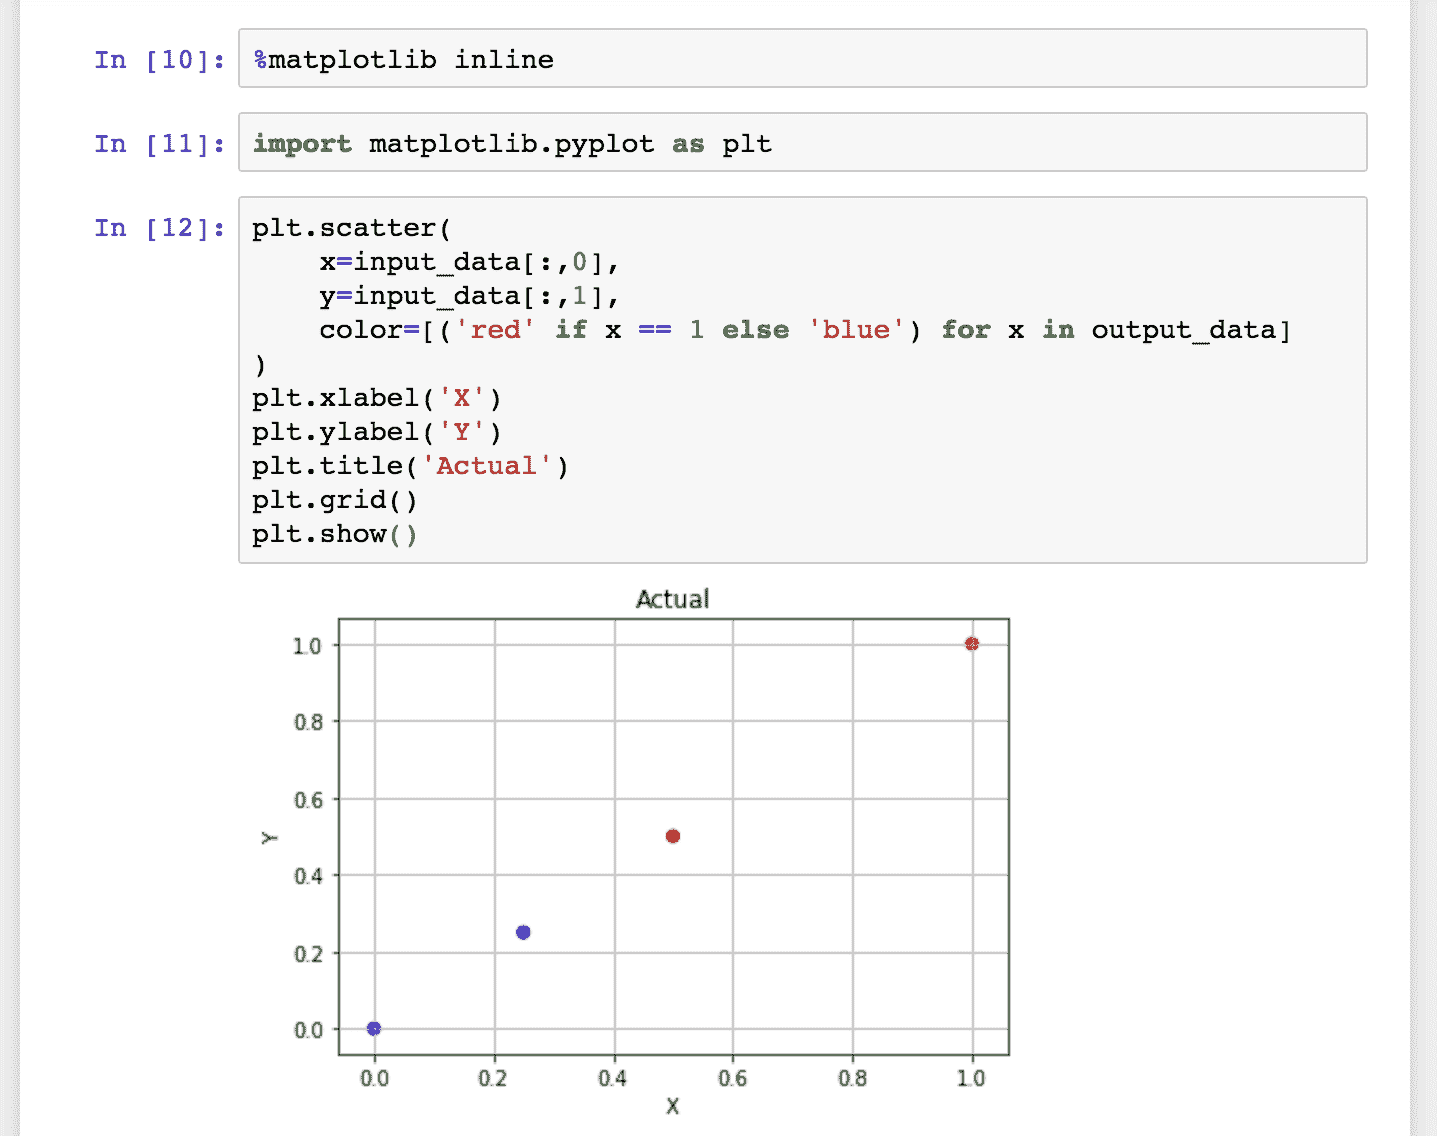 In [10]: %matplotlib inline
In [11]: import matplotlib.pyplot as plt
In [12]: plt.scatter(
    x=input_data[:,0],
    y=input_data[:,1],
    color=[('red' if x == 1 else 'blue') for x in output_data]
)
plt.xlabel('X')
plt.ylabel('Y')
plt.title('Actual')
plt.grid()
plt.show()
Actual
1.0
0.8
0.6
Y
0.4
0.2
0.0
0.0 0.2 0.4 0.6 0.8 1.0
X